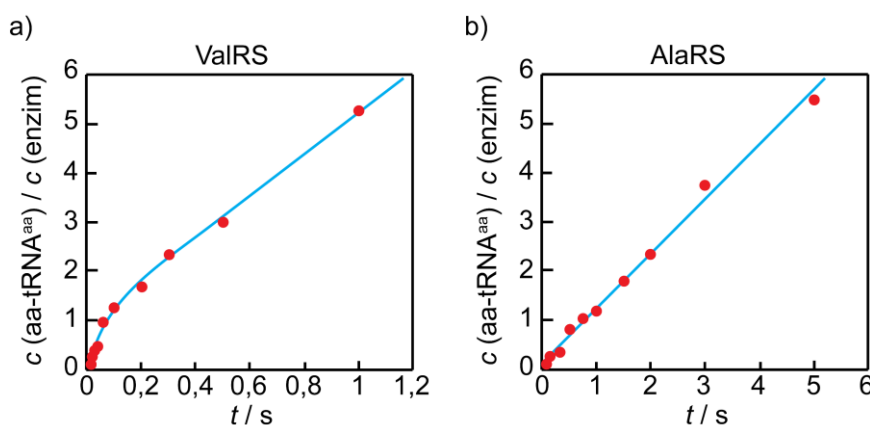 a)
ValRS
c (aa-tRNAᵃᵃ) / c (enzim)
6
5
4
3
2
1
0
0 0,2 0,4 0,6 0,8 1 1,2
t / s
b)
AlaRS
c (aa-tRNAᵃᵃ) / c (enzim)
6
5
4
3
2
1
0
0 1 2 3 4 5 6
t / s